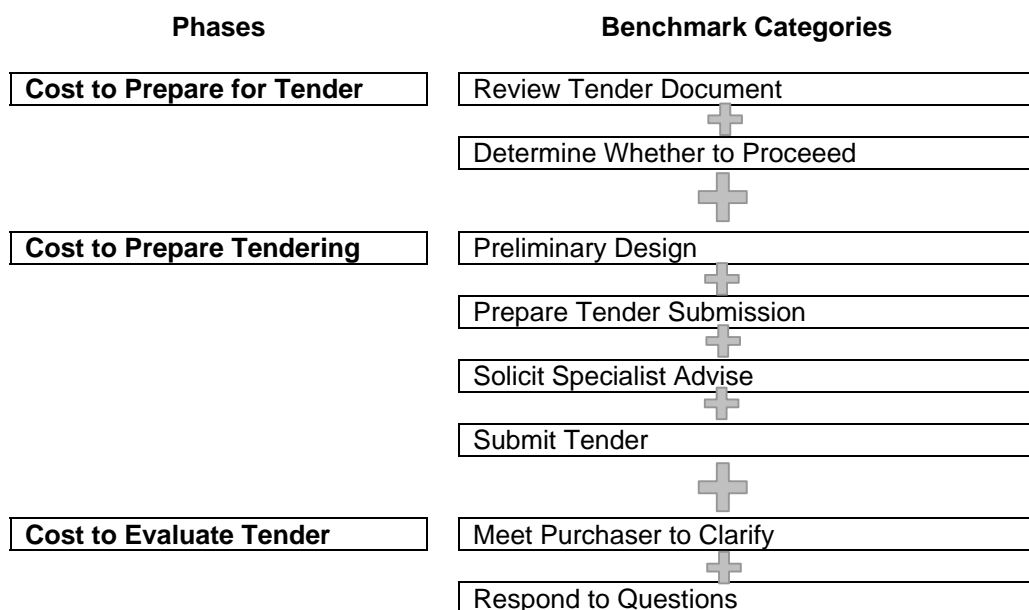 Phases Benchmark Categories
Cost to Prepare for Tender Review Tender Document
Determine Whether to Proceeed
Cost to Prepare Tendering Preliminary Design
Prepare Tender Submission
Solicit Specialist Advise
Submit Tender
Cost to Evaluate Tender Meet Purchaser to Clarify
Respond to Questions